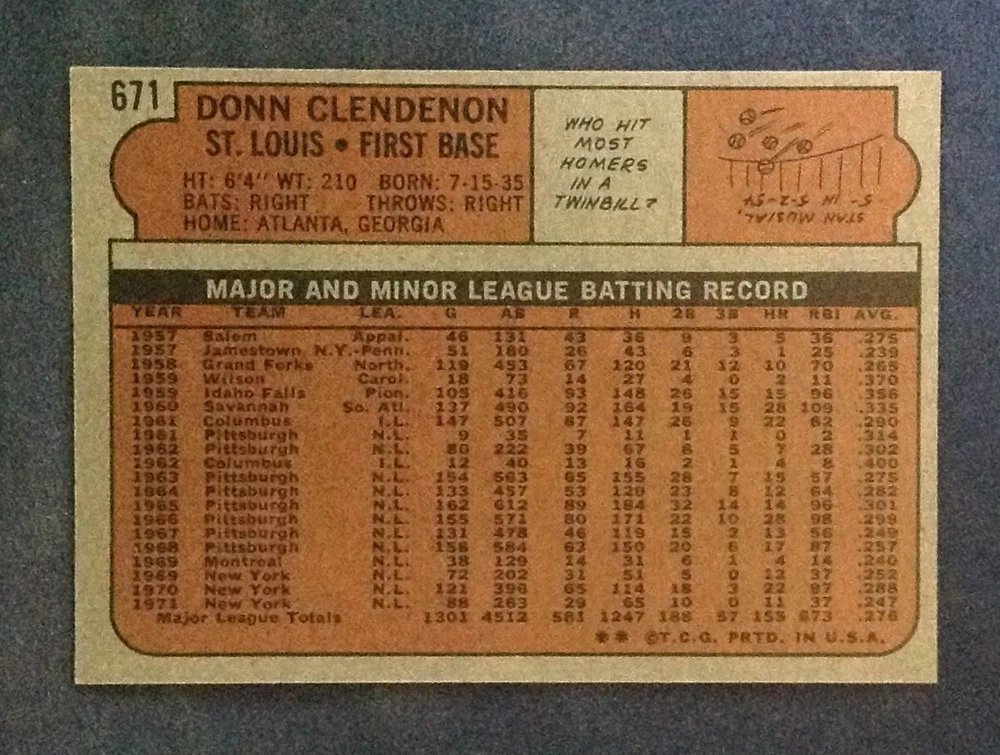 671
DONN CLENDENON
ST. LOUIS • FIRST BASE
HT: 6'4" WT: 210 BORN: 7-15-35
BATS: RIGHT THROWS: RIGHT
HOME: ATLANTA, GEORGIA
WHO HIT
MOST
HOMERS
IN A
TWINBILL?
STAN MUSIAL,
5- IN 5-2-54
MAJOR AND MINOR LEAGUE BATTING RECORD
YEAR TEAM LEA. G AB R H 2B 3B HR RBI AVG.
1957 Salem Appal. 46 131 43 36 9 3 5 36 .275
1957 Jamestown N.Y.-Penn. 51 180 26 43 6 3 1 25 .239
1958 Grand Forks North. 119 453 67 120 21 12 10 70 .265
1959 Wilson Carol. 18 73 14 27 4 0 2 11 .370
1959 Idaho Falls Pion. 105 416 93 148 26 15 15 96 .356
1960 Savannah So. Atl. 137 490 92 164 19 15 28 109 .335
1961 Columbus I.L. 147 507 87 147 26 9 22 82 .290
1961 Pittsburgh N.L. 9 35 7 11 1 1 0 2 .314
1962 Pittsburgh N.L. 80 222 39 67 8 5 7 28 .302
1962 Columbus I.L. 12 40 13 16 2 1 4 8 .400
1963 Pittsburgh N.L. 154 563 65 155 28 7 15 57 .275
1964 Pittsburgh N.L. 133 457 53 129 23 8 12 64 .282
1965 Pittsburgh N.L. 162 612 89 184 32 14 14 96 .301
1966 Pittsburgh N.L. 155 571 80 171 22 10 28 98 .299
1967 Pittsburgh N.L. 131 478 46 119 15 2 13 56 .249
1968 Pittsburgh N.L. 158 584 63 150 20 6 17 87 .257
1969 Montreal N.L. 38 129 14 31 6 1 4 14 .240
1969 New York N.L. 72 202 31 51 5 0 12 37 .252
1970 New York N.L. 121 396 65 114 18 3 22 97 .288
1971 New York N.L. 88 263 29 65 10 0 11 37 .247
Major League Totals 1301 4512 581 1247 188 57 155 673 .276
** ©T.C.G. PRTD. IN U.S.A.